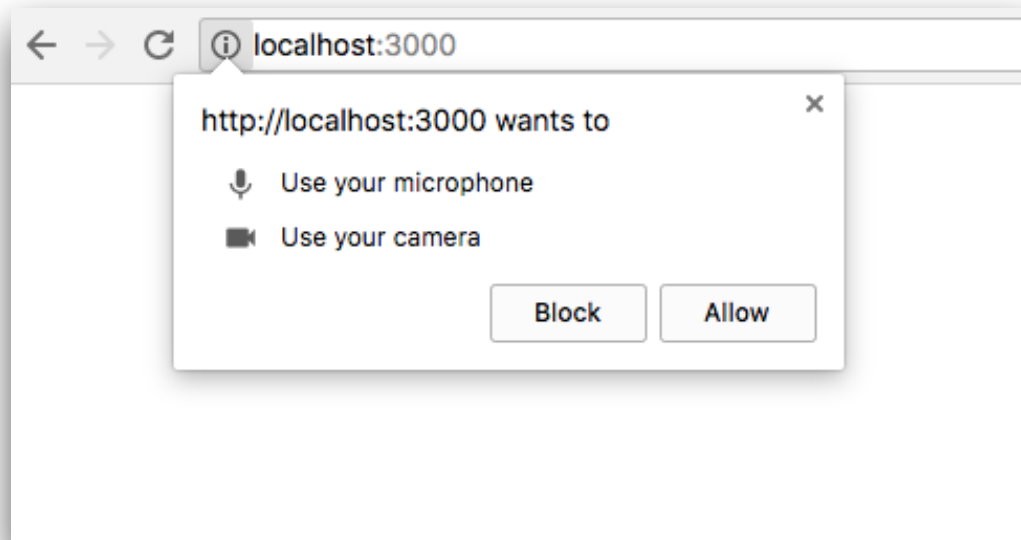 localhost:3000
http://localhost:3000 wants to
Use your microphone
Use your camera
Block Allow